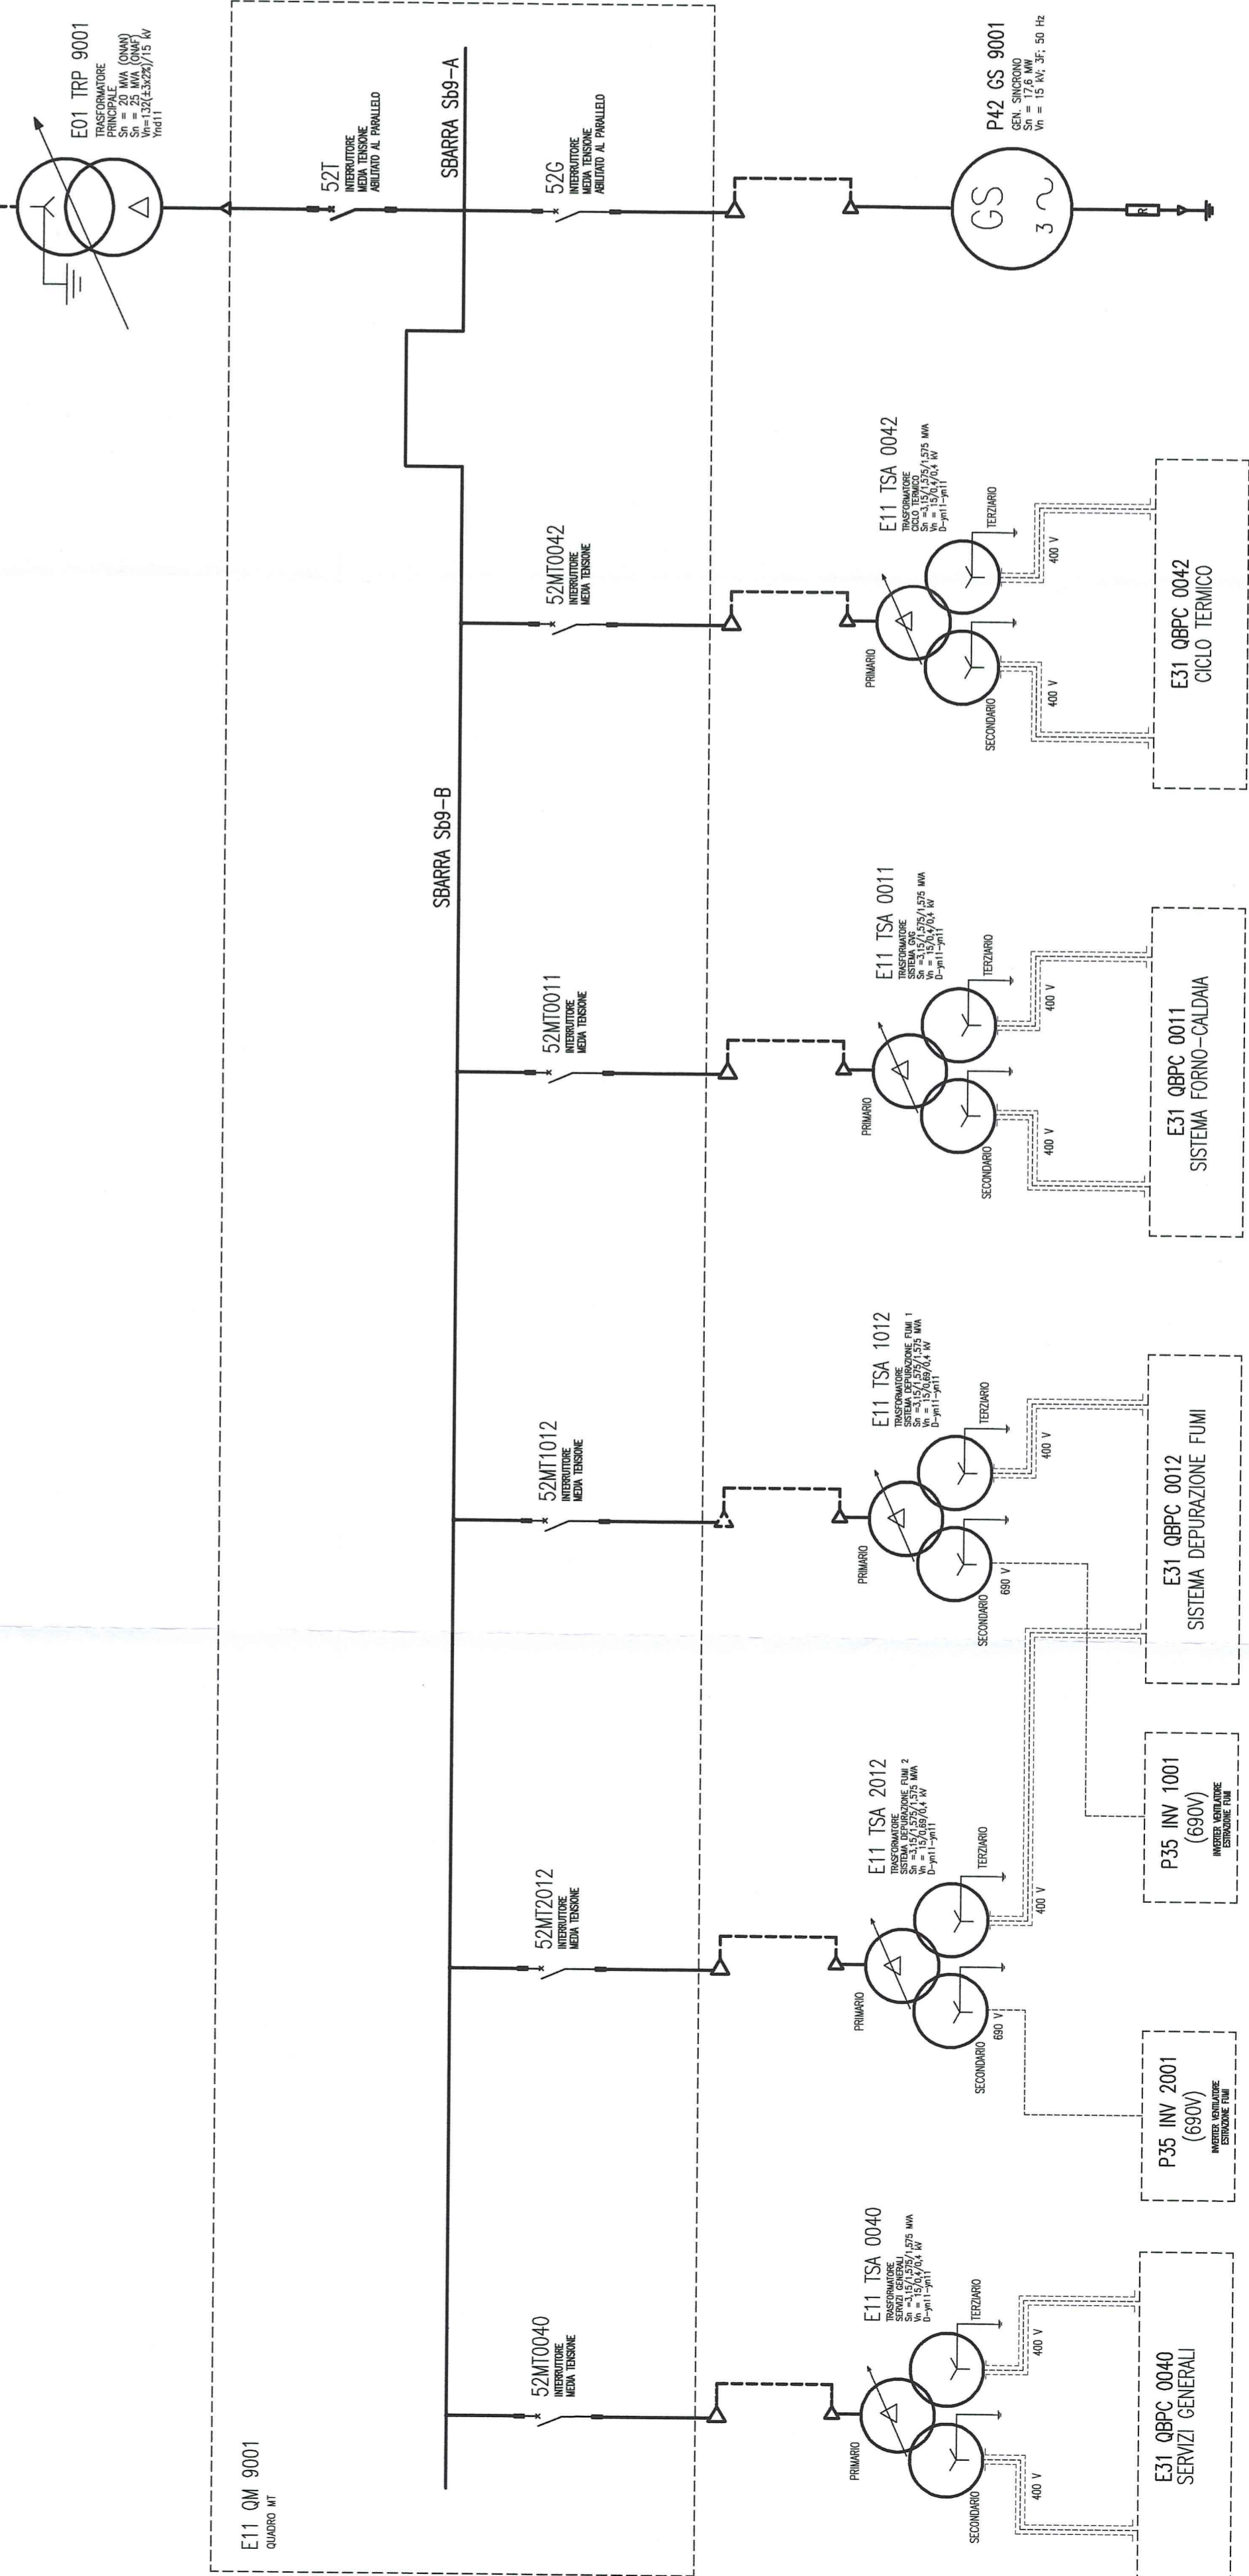 E11 QM 9001
QUADRO MT
E01 TRP 9001
TRASFORMATORE
PRINCIPALE
Sn = 20 MVA (ONAN)
Sn = 25 MVA (ONAF)
Vn=132(±3x2%)/15 kV
Ynd11
52T
INTERRUTTORE
MEDIA TENSIONE
ABILITATO AL PARALLELO
SBARRA Sb9-B
SBARRA Sb9-A
52MT0040
INTERRUTTORE
MEDIA TENSIONE
52MT2012
INTERRUTTORE
MEDIA TENSIONE
52MT1012
INTERRUTTORE
MEDIA TENSIONE
52MT0011
INTERRUTTORE
MEDIA TENSIONE
52MT0042
INTERRUTTORE
MEDIA TENSIONE
52G
INTERRUTTORE
MEDIA TENSIONE
ABILITATO AL PARALLELO
E11 TSA 0040
TRASFORMATORE
SERVIZI GENERALI
Sn =3,15/1,575/1,575 MVA
Vn = 15/0,4/0,4 kV
D-yn11-yn11
PRIMARIO
SECONDARIO
TERZIARIO
400 V
400 V
E31 QBPC 0040
SERVIZI GENERALI
E11 TSA 2012
TRASFORMATORE
SISTEMA DEPURAZIONE FUMI 2
Sn =3,15/1,575/1,575 MVA
Vn = 15/0,69/0,4 kV
D-yn11-yn11
PRIMARIO
SECONDARIO
TERZIARIO
690 V
400 V
P35 INV 2001
(690V)
INVERTER VENTILATORE
ESTRAZIONE FUMI
E11 TSA 1012
TRASFORMATORE
SISTEMA DEPURAZIONE FUMI 1
Sn =3,15/1,575/1,575 MVA
Vn = 15/0,69/0,4 kV
D-yn11-yn11
PRIMARIO
SECONDARIO
TERZIARIO
690 V
400 V
P35 INV 1001
(690V)
INVERTER VENTILATORE
ESTRAZIONE FUMI
E31 QBPC 0012
SISTEMA DEPURAZIONE FUMI
E11 TSA 0011
TRASFORMATORE
SISTEMA GVG
Sn =3,15/1,575/1,575 MVA
Vn = 15/0,4/0,4 kV
D-yn11-yn11
PRIMARIO
SECONDARIO
TERZIARIO
400 V
400 V
E31 QBPC 0011
SISTEMA FORNO-CALDAIA
E11 TSA 0042
TRASFORMATORE
CICLO TERMICO
Sn =3,15/1,575/1,575 MVA
Vn = 15/0,4/0,4 kV
D-yn11-yn11
PRIMARIO
SECONDARIO
TERZIARIO
400 V
400 V
E31 QBPC 0042
CICLO TERMICO
P42 GS 9001
GEN. SINCRONO
Sn = 17,6 MW
Vn = 15 kV; 3F; 50 Hz
GS
3 ~
R